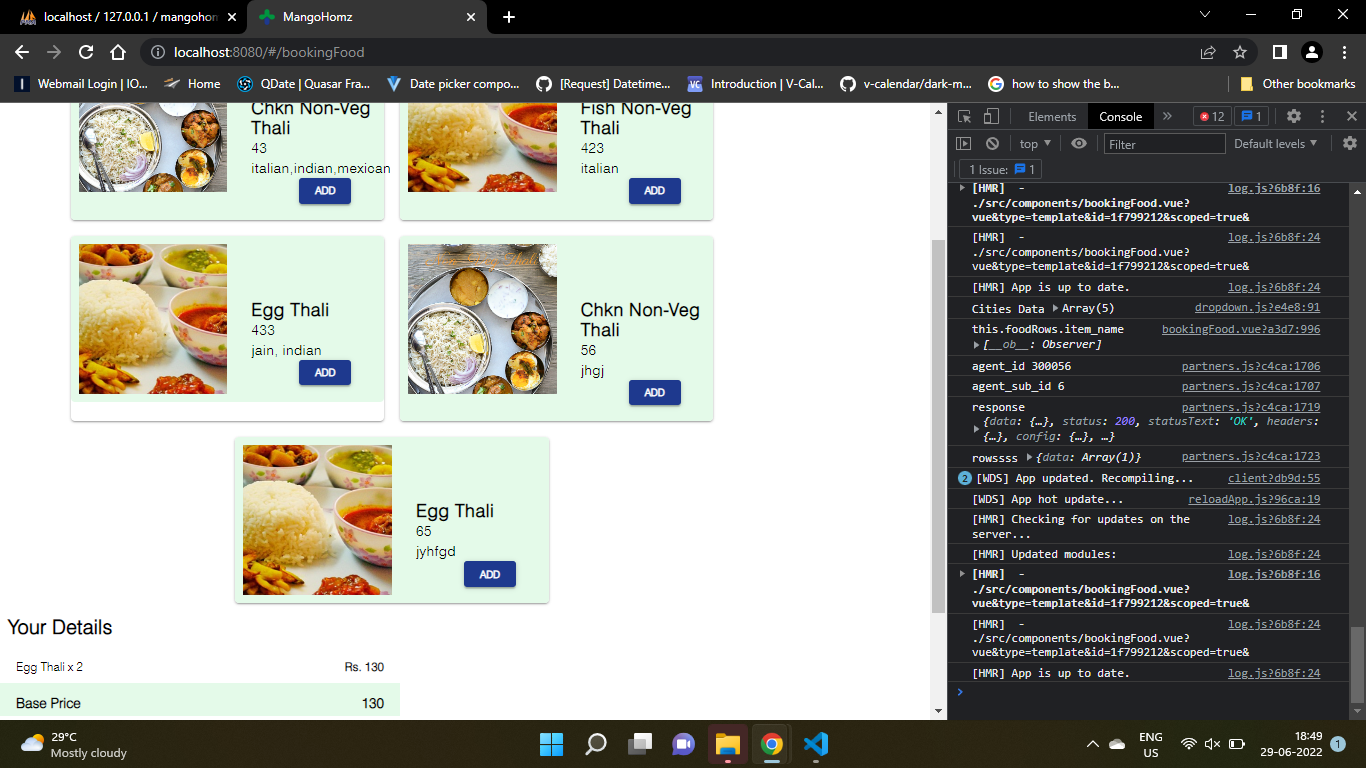 localhost / 127.0.0.1 / mangohom
MangoHomz
localhost:8080/#/bookingFood
Webmail Login | IO...
Home
QDate | Quasar Fra...
Date picker compo...
[Request] Datetime...
Introduction | V-Cal...
v-calendar/dark-m...
how to show the b...
Other bookmarks
Chkn Non-Veg
Thali
43
italian,indian,mexican
ADD
Fish Non-Veg
Thali
423
italian
ADD
Egg Thali
433
jain, indian
ADD
Chkn Non-Veg
Thali
56
jhgj
ADD
Egg Thali
65
jyhfgd
ADD
Your Details
Egg Thali x 2 Rs. 130
Base Price 130
Elements Console 12 1
top Filter Default levels
1 Issue: 1
[HMR] - log.js?6b8f:16
./src/components/bookingFood.vue?
vue&type=template&id=1f799212&scoped=true&
[HMR] - log.js?6b8f:24
./src/components/bookingFood.vue?
vue&type=template&id=1f799212&scoped=true&
[HMR] App is up to date. log.js?6b8f:24
Cities Data Array(5) dropdown.js?e4e8:91
this.foodRows.item_name bookingFood.vue?a3d7:996
[__ob__: Observer]
agent_id 300056 partners.js?c4ca:1706
agent_sub_id 6 partners.js?c4ca:1707
response partners.js?c4ca:1719
{data: {…}, status: 200, statusText: 'OK', headers:
{…}, config: {…}, …}
rowssss {data: Array(1)} partners.js?c4ca:1723
2 [WDS] App updated. Recompiling... client?db9d:55
[WDS] App hot update... reloadApp.js?96ca:19
[HMR] Checking for updates on the log.js?6b8f:24
server...
[HMR] Updated modules: log.js?6b8f:24
[HMR] - log.js?6b8f:16
./src/components/bookingFood.vue?
vue&type=template&id=1f799212&scoped=true&
[HMR] - log.js?6b8f:24
./src/components/bookingFood.vue?
vue&type=template&id=1f799212&scoped=true&
[HMR] App is up to date. log.js?6b8f:24
29°C
Mostly cloudy
ENG
US
18:49
29-06-2022
1